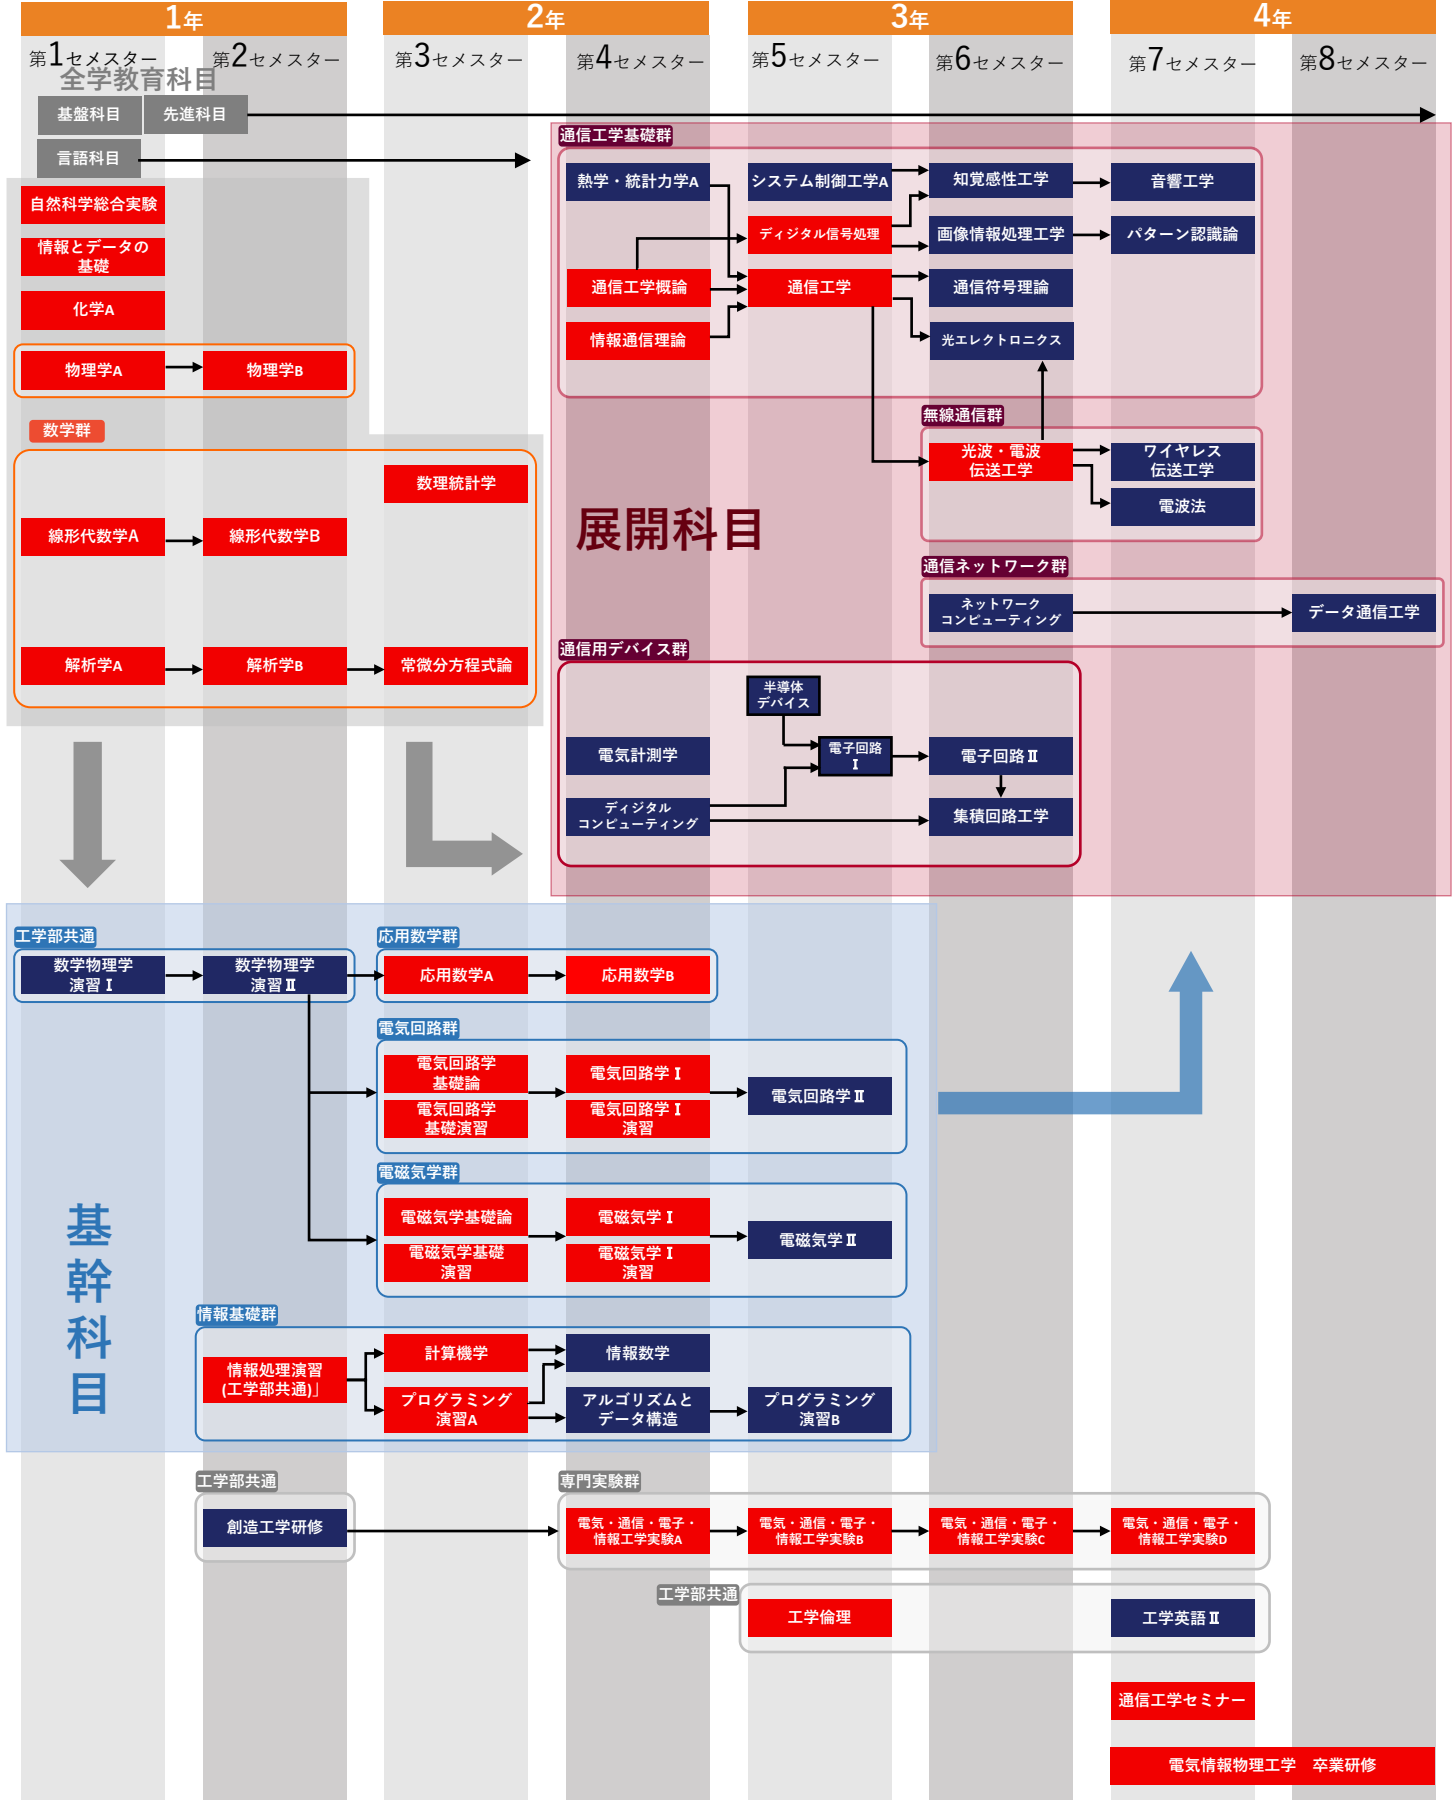 1年
2年
3年
4年
第1セメスター
第2セメスター
第3セメスター
第4セメスター
第5セメスター
第6セメスター
第7セメスター
第8セメスター
全学教育科目
基盤科目
先進科目
言語科目
自然科学総合実験
情報とデータの
基礎
化学A
物理学A
物理学B
数学群
数理統計学
線形代数学A
線形代数学B
解析学A
解析学B
常微分方程式論
展開科目
通信工学基礎群
熱学・統計力学A
システム制御工学A
知覚感性工学
音響工学
ディジタル信号処理
画像情報処理工学
パターン認識論
通信工学概論
通信工学
通信符号理論
情報通信理論
光エレクトロニクス
無線通信群
光波・電波
伝送工学
ワイヤレス
伝送工学
電波法
通信ネットワーク群
ネットワーク
コンピューティング
データ通信工学
通信用デバイス群
半導体
デバイス
電気計測学
電子回路
I
電子回路Ⅱ
ディジタル
コンピューティング
集積回路工学
基
幹
科
目
工学部共通
数学物理学
演習Ⅰ
数学物理学
演習Ⅱ
応用数学群
応用数学A
応用数学B
電気回路群
電気回路学
基礎論
電気回路学Ⅰ
電気回路学Ⅱ
電気回路学
基礎演習
電気回路学Ⅰ
演習
電磁気学群
電磁気学基礎論
電磁気学Ⅰ
電磁気学Ⅱ
電磁気学基礎
演習
電磁気学Ⅰ
演習
情報基礎群
情報処理演習
(工学部共通)」
計算機学
情報数学
プログラミング
演習A
アルゴリズムと
データ構造
プログラミング
演習B
工学部共通
創造工学研修
専門実験群
電気・通信・電子・
情報工学実験A
電気・通信・電子・
情報工学実験B
電気・通信・電子・
情報工学実験C
電気・通信・電子・
情報工学実験D
工学部共通
工学倫理
工学英語Ⅱ
通信工学セミナー
電気情報物理工学　卒業研修